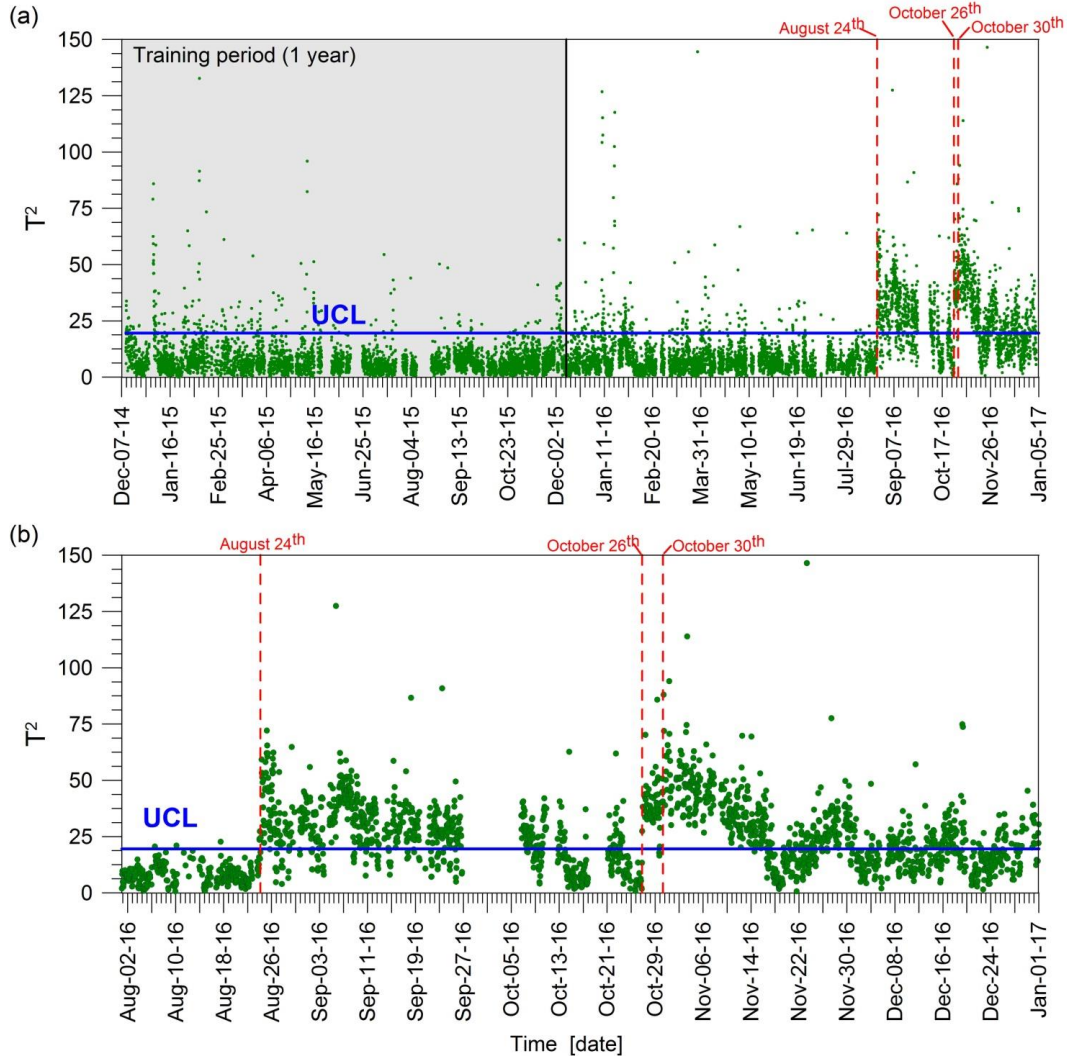 (a)
August 24th
October 26th
October 30th
Training period (1 year)
150
125
100
75
50
25
0
T2
UCL
Dec-07-14
Jan-16-15
Feb-25-15
Apr-06-15
May-16-15
Jun-25-15
Aug-04-15
Sep-13-15
Oct-23-15
Dec-02-15
Jan-11-16
Feb-20-16
Mar-31-16
May-10-16
Jun-19-16
Jul-29-16
Sep-07-16
Oct-17-16
Nov-26-16
Jan-05-17
(b)
August 24th
October 26th
October 30th
150
125
100
75
50
25
0
T2
UCL
Aug-02-16
Aug-10-16
Aug-18-16
Aug-26-16
Sep-03-16
Sep-11-16
Sep-19-16
Sep-27-16
Oct-05-16
Oct-13-16
Oct-21-16
Oct-29-16
Nov-06-16
Nov-14-16
Nov-22-16
Nov-30-16
Dec-08-16
Dec-16-16
Dec-24-16
Jan-01-17
Time [date]